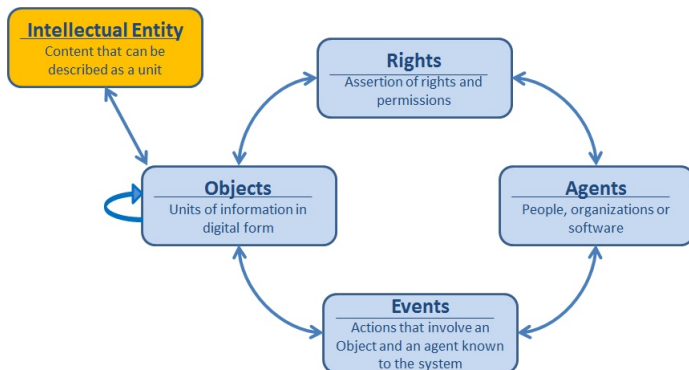 Intellectual Entity
Content that can be
described as a unit
Rights
Assertion of rights and
permissions
Objects
Units of information in
digital form
Agents
People, organizations or
software
Events
Actions that involve an
Object and an agent known
to the system